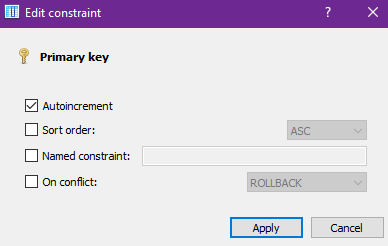 Edit constraint ?
Primary key
Autoincrement
Sort order: ASC
Named constraint:
On conflict: ROLLBACK
Apply Cancel